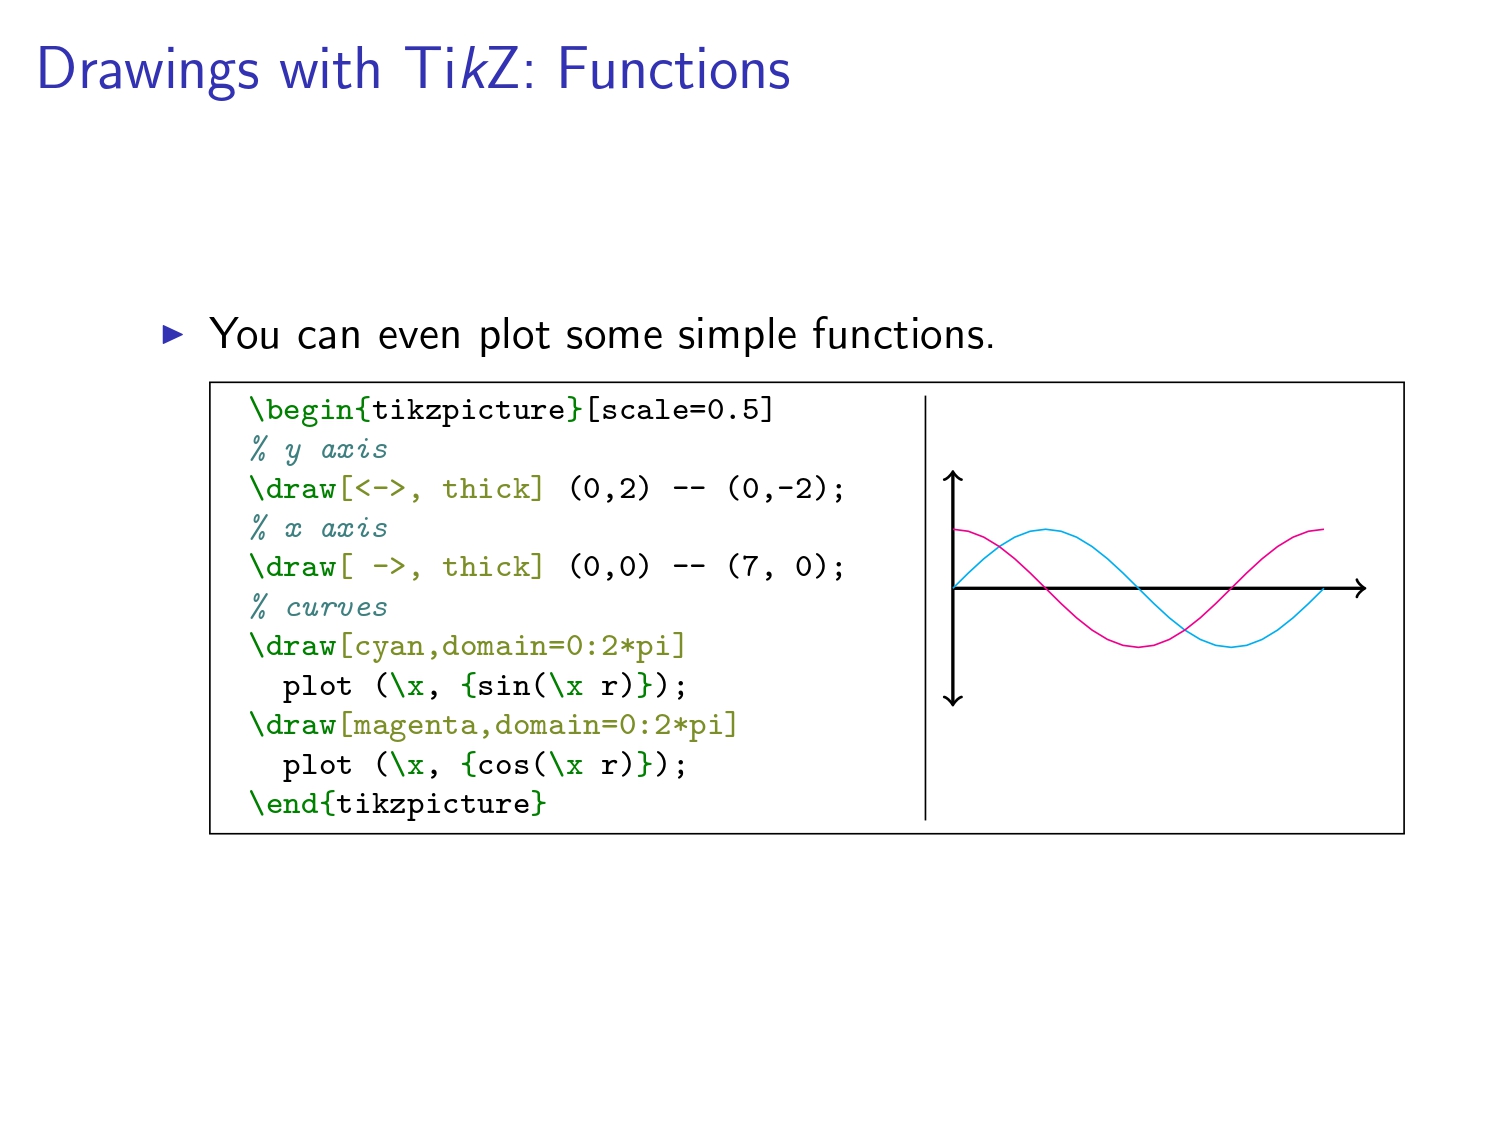 Drawings with TikZ: Functions
You can even plot some simple functions.
\begin{tikzpicture}[scale=0.5]
% y axis
\draw[<->, thick] (0,2) -- (0,-2);
% x axis
\draw[ ->, thick] (0,0) -- (7, 0);
% curves
\draw[cyan,domain=0:2*pi]
  plot (\x, {sin(\x r)});
\draw[magenta,domain=0:2*pi]
  plot (\x, {cos(\x r)});
\end{tikzpicture}